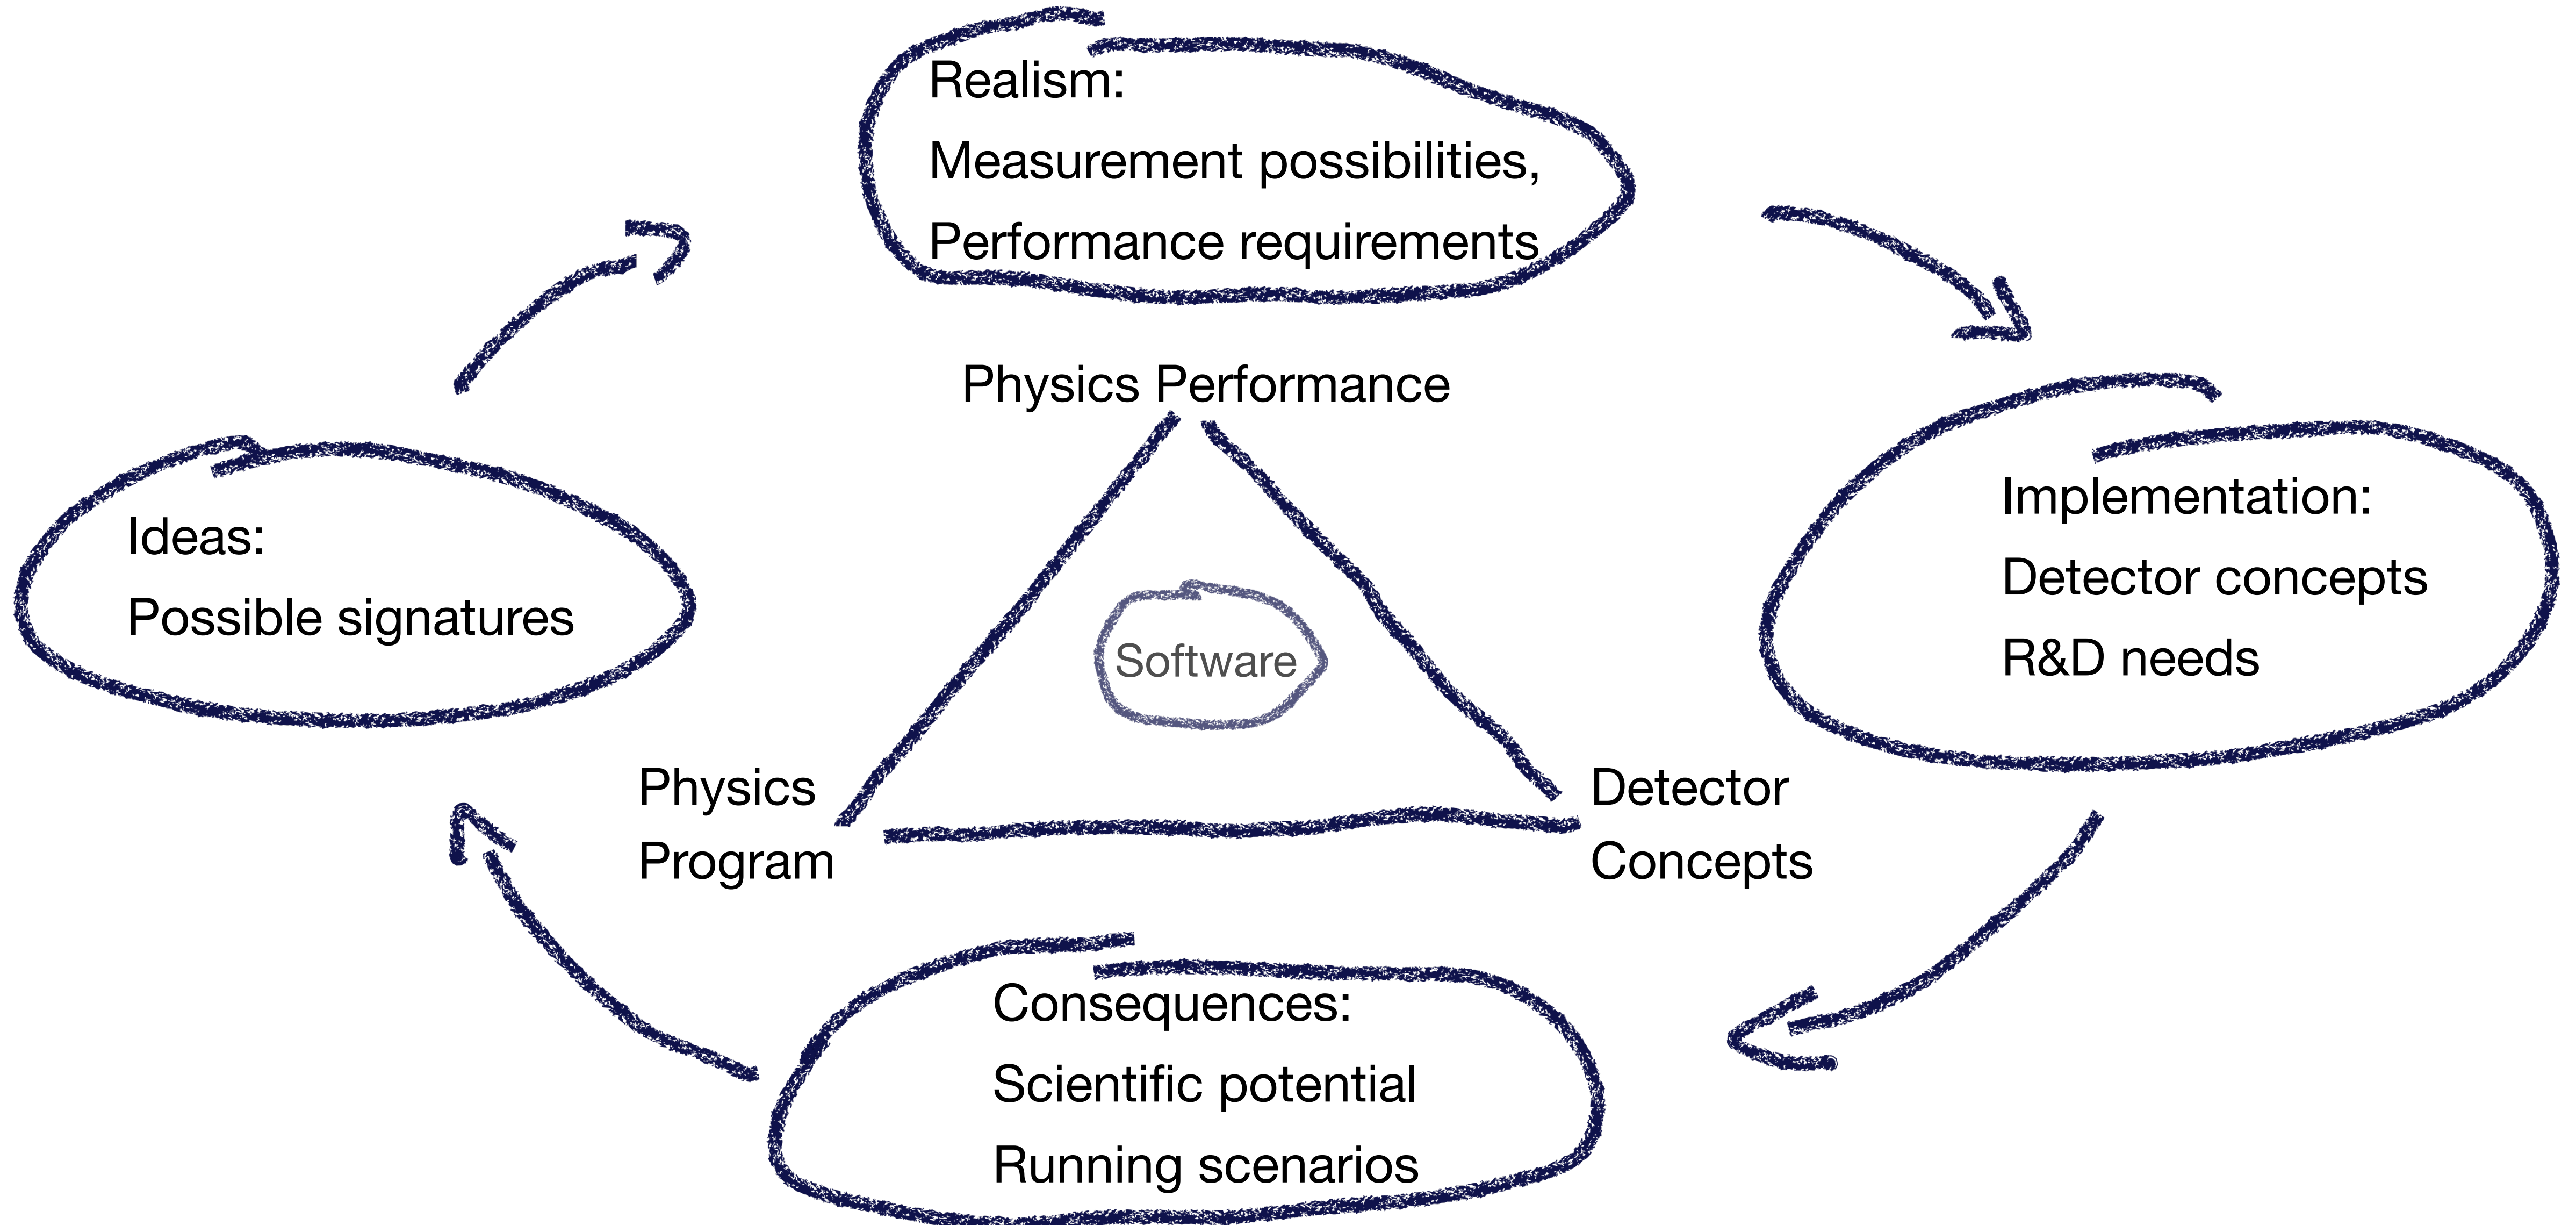 Realism:
Measurement possibilities,
Performance requirements
Physics Performance
Ideas:
Possible signatures
Implementation:
Detector concepts
R&D needs
Software
Physics
Program
Detector
Concepts
Consequences:
Scientific potential
Running scenarios